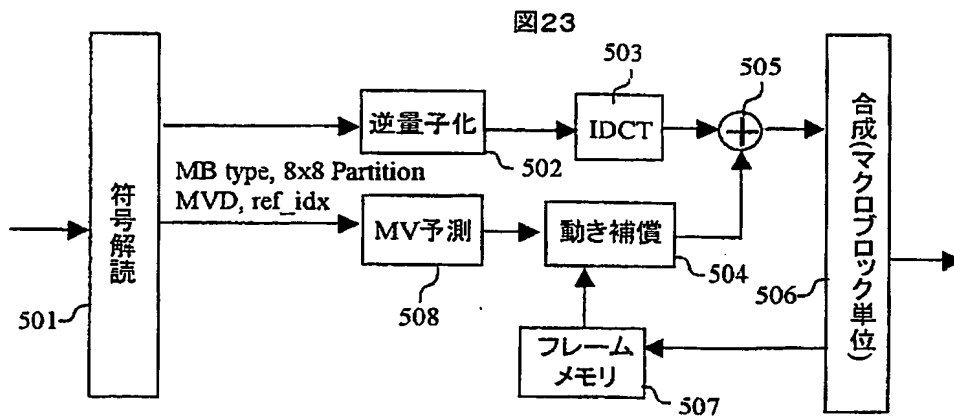 図23
503
505
逆量子化
IDCT
502
MB type, 8x8 Partition
MVD, ref_idx
符号解読
MV予測
動き補償
504
501
508
506
合成(マクロブロック単位)
フレーム
メモリ
507